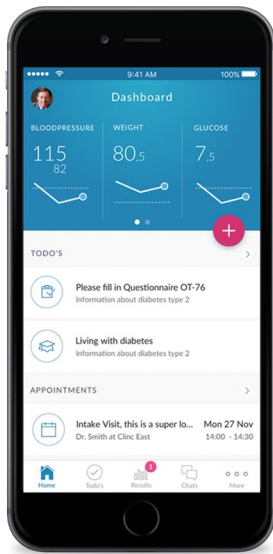 9:41 AM
100%
Dashboard
BLOODPRESSURE
115
82
WEIGHT
80.5
GLUCOSE
7.5
+
TODO'S
Please fill in Questionnaire OT-76
Information about diabetes type 2
Living with diabetes
Information about diabetes type 2
APPOINTMENTS
Intake Visit, this is a super lo... Mon 27 Nov
Dr. Smith at Clinc East 14:00 - 14:30
1
Home Todo's Results Chats More